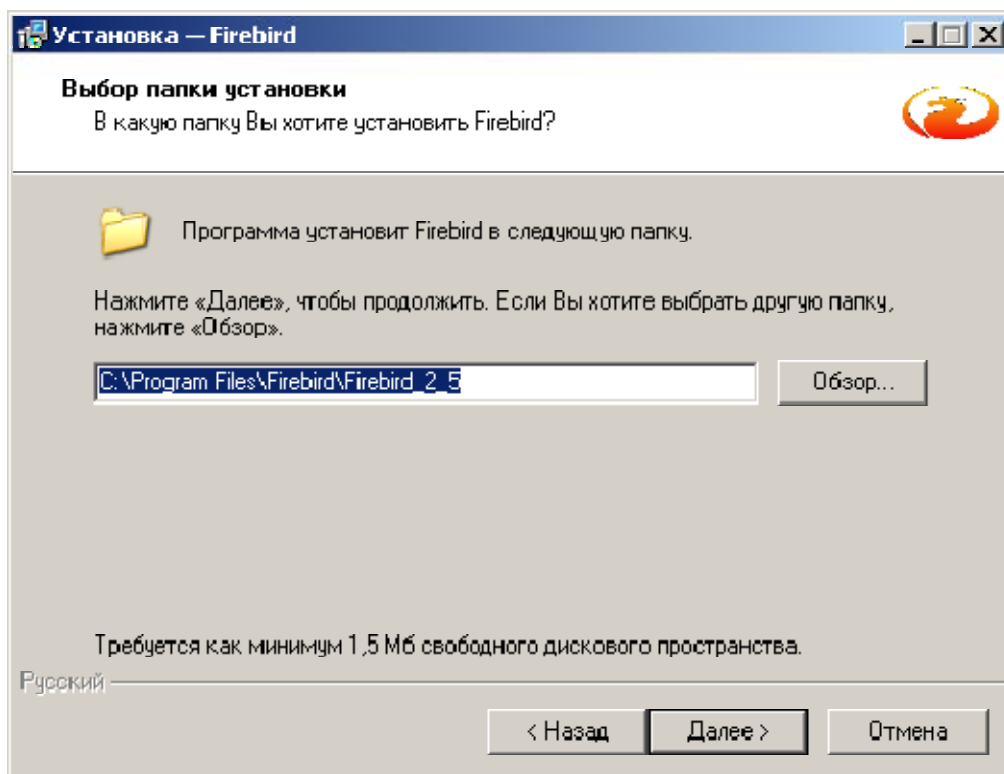 Установка — Firebird
Выбор папки установки
В какую папку Вы хотите установить Firebird?
Программа установит Firebird в следующую папку.
Нажмите «Далее», чтобы продолжить. Если Вы хотите выбрать другую папку,
нажмите «Обзор».
C:\Program Files\Firebird\Firebird_2_5
Обзор...
Требуется как минимум 1,5 Мб свободного дискового пространства.
Русский
< Назад
Далее >
Отмена